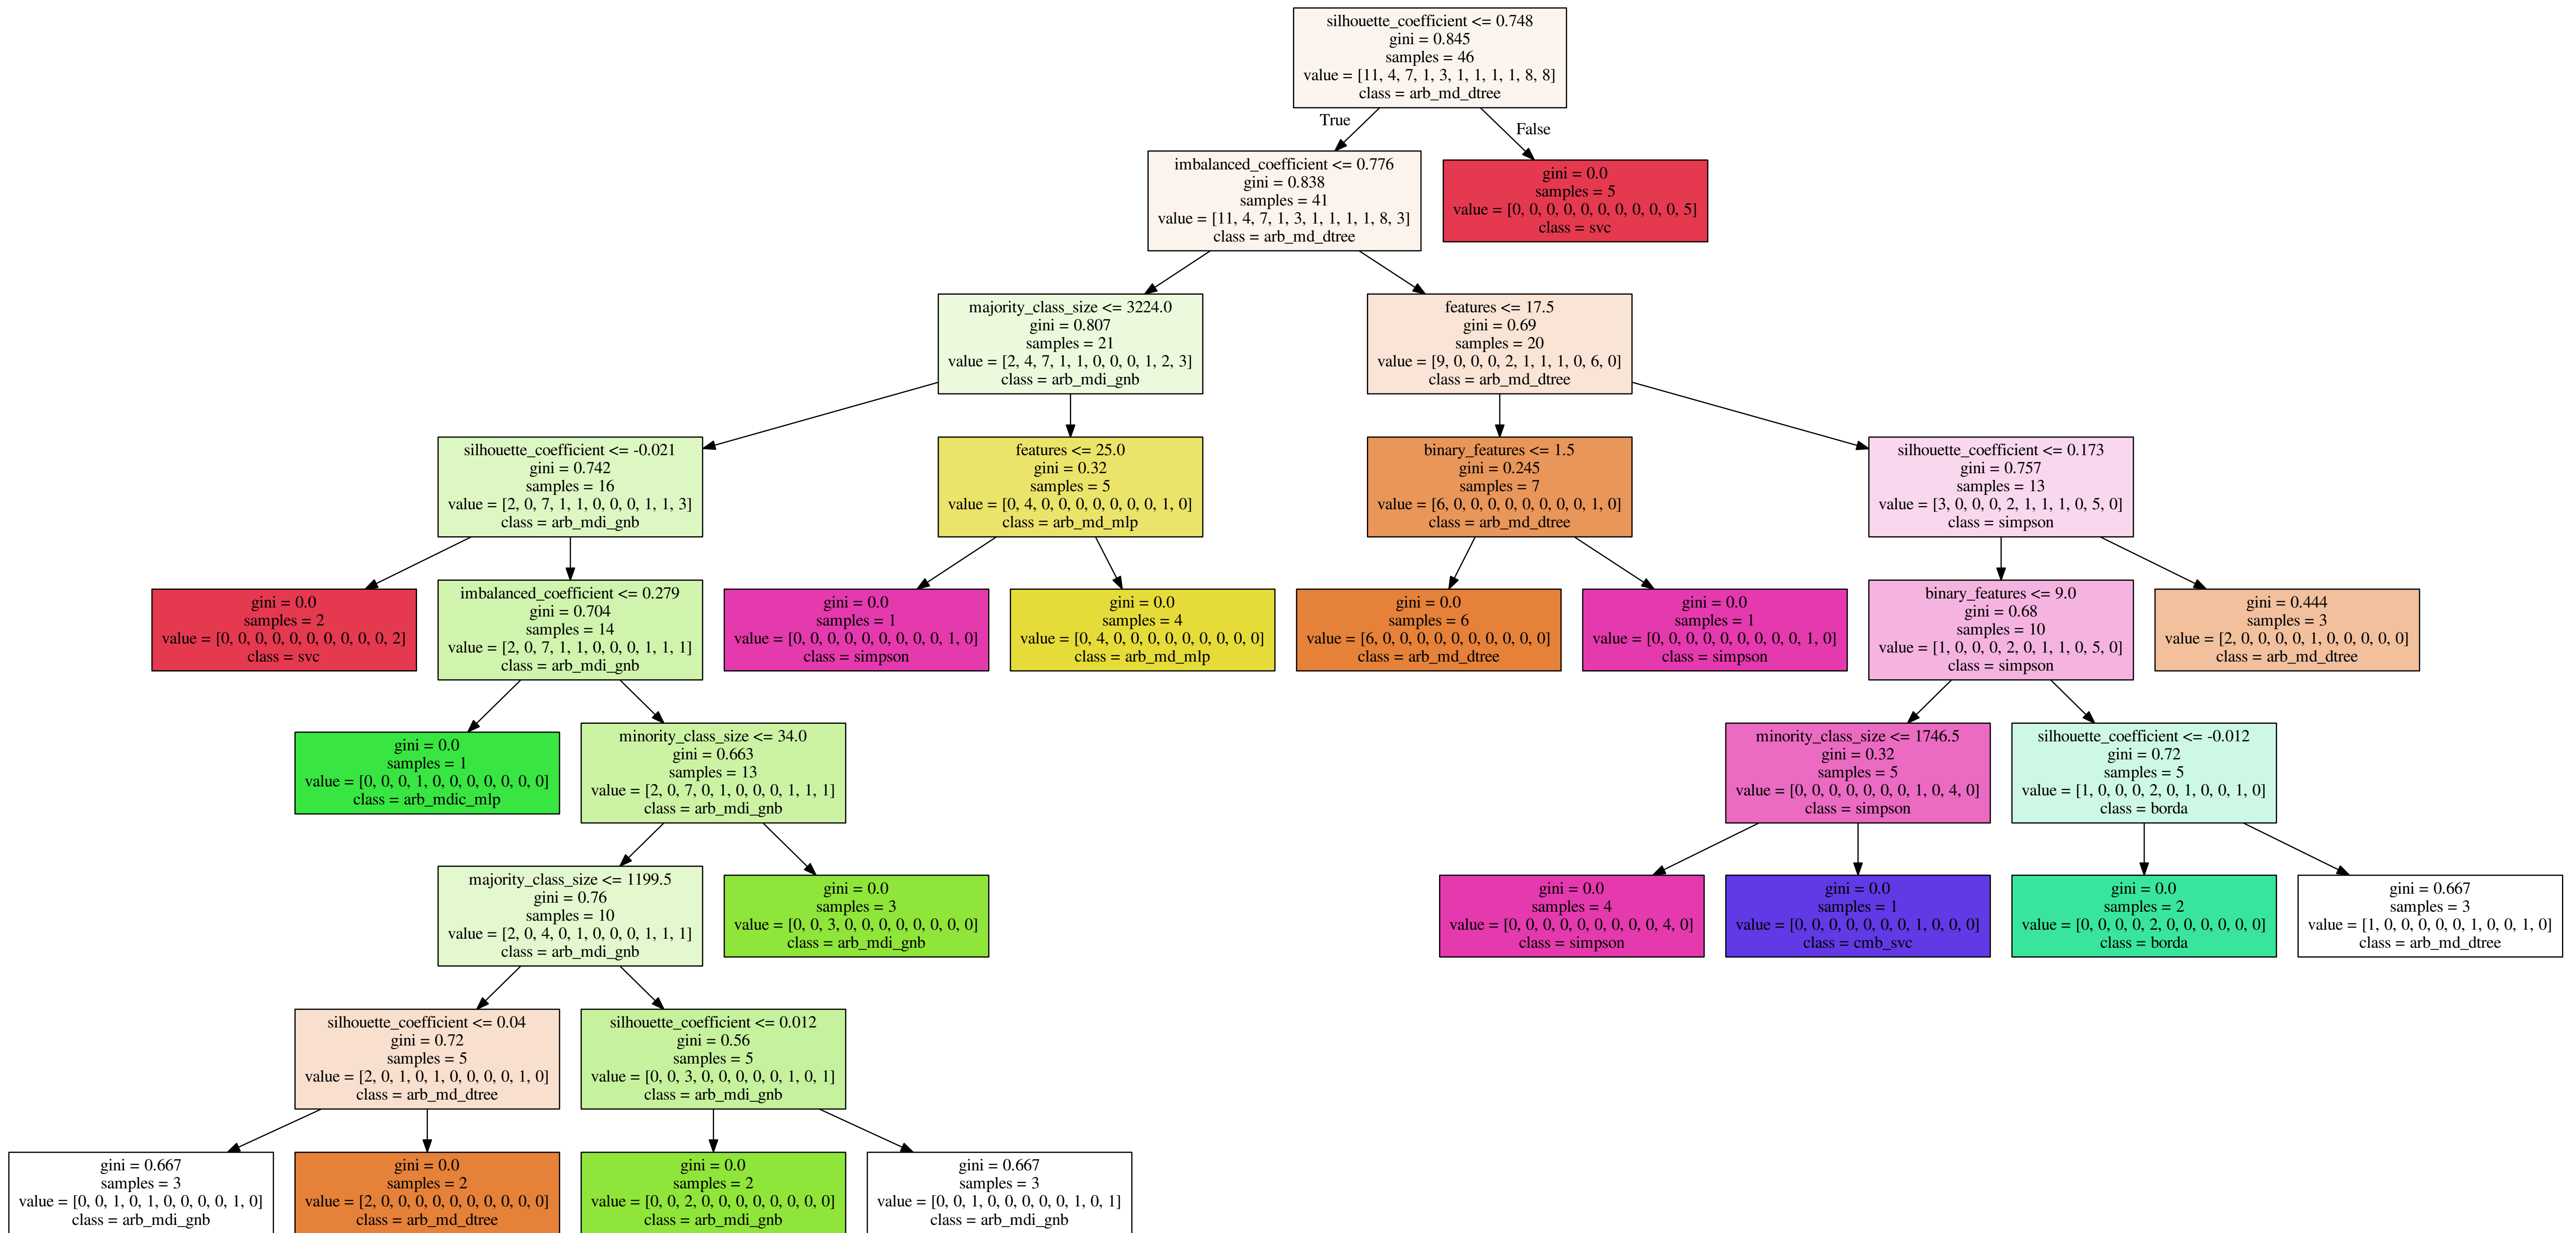 silhouette_coefficient <= 0.748
gini = 0.845
samples = 46
value = [11, 4, 7, 1, 3, 1, 1, 1, 1, 8, 8]
class = arb_md_dtree
True
False
imbalanced_coefficient <= 0.776
gini = 0.838
samples = 41
value = [11, 4, 7, 1, 3, 1, 1, 1, 1, 8, 3]
class = arb_md_dtree
gini = 0.0
samples = 5
value = [0, 0, 0, 0, 0, 0, 0, 0, 0, 0, 5]
class = svc
majority_class_size <= 3224.0
gini = 0.807
samples = 21
value = [2, 4, 7, 1, 1, 0, 0, 0, 1, 2, 3]
class = arb_mdi_gnb
features <= 17.5
gini = 0.69
samples = 20
value = [9, 0, 0, 0, 2, 1, 1, 1, 0, 6, 0]
class = arb_md_dtree
silhouette_coefficient <= -0.021
gini = 0.742
samples = 16
value = [2, 0, 7, 1, 1, 0, 0, 0, 1, 1, 3]
class = arb_mdi_gnb
features <= 25.0
gini = 0.32
samples = 5
value = [0, 4, 0, 0, 0, 0, 0, 0, 0, 1, 0]
class = arb_md_mlp
binary_features <= 1.5
gini = 0.245
samples = 7
value = [6, 0, 0, 0, 0, 0, 0, 0, 0, 1, 0]
class = arb_md_dtree
silhouette_coefficient <= 0.173
gini = 0.757
samples = 13
value = [3, 0, 0, 0, 2, 1, 1, 1, 0, 5, 0]
class = simpson
gini = 0.0
samples = 2
value = [0, 0, 0, 0, 0, 0, 0, 0, 0, 0, 2]
class = svc
imbalanced_coefficient <= 0.279
gini = 0.704
samples = 14
value = [2, 0, 7, 1, 1, 0, 0, 0, 1, 1, 1]
class = arb_mdi_gnb
gini = 0.0
samples = 1
value = [0, 0, 0, 0, 0, 0, 0, 0, 0, 1, 0]
class = simpson
gini = 0.0
samples = 4
value = [0, 4, 0, 0, 0, 0, 0, 0, 0, 0, 0]
class = arb_md_mlp
gini = 0.0
samples = 6
value = [6, 0, 0, 0, 0, 0, 0, 0, 0, 0, 0]
class = arb_md_dtree
gini = 0.0
samples = 1
value = [0, 0, 0, 0, 0, 0, 0, 0, 0, 1, 0]
class = simpson
binary_features <= 9.0
gini = 0.68
samples = 10
value = [1, 0, 0, 0, 2, 0, 1, 1, 0, 5, 0]
class = simpson
gini = 0.444
samples = 3
value = [2, 0, 0, 0, 0, 1, 0, 0, 0, 0, 0]
class = arb_md_dtree
gini = 0.0
samples = 1
value = [0, 0, 0, 1, 0, 0, 0, 0, 0, 0, 0]
class = arb_mdic_mlp
minority_class_size <= 34.0
gini = 0.663
samples = 13
value = [2, 0, 7, 0, 1, 0, 0, 0, 1, 1, 1]
class = arb_mdi_gnb
minority_class_size <= 1746.5
gini = 0.32
samples = 5
value = [0, 0, 0, 0, 0, 0, 0, 1, 0, 4, 0]
class = simpson
silhouette_coefficient <= -0.012
gini = 0.72
samples = 5
value = [1, 0, 0, 0, 2, 0, 1, 0, 0, 1, 0]
class = borda
majority_class_size <= 1199.5
gini = 0.76
samples = 10
value = [2, 0, 4, 0, 1, 0, 0, 0, 1, 1, 1]
class = arb_mdi_gnb
gini = 0.0
samples = 3
value = [0, 0, 3, 0, 0, 0, 0, 0, 0, 0, 0]
class = arb_mdi_gnb
gini = 0.0
samples = 4
value = [0, 0, 0, 0, 0, 0, 0, 0, 0, 4, 0]
class = simpson
gini = 0.0
samples = 1
value = [0, 0, 0, 0, 0, 0, 0, 1, 0, 0, 0]
class = cmb_svc
gini = 0.0
samples = 2
value = [0, 0, 0, 0, 2, 0, 0, 0, 0, 0, 0]
class = borda
gini = 0.667
samples = 3
value = [1, 0, 0, 0, 0, 0, 1, 0, 0, 1, 0]
class = arb_md_dtree
silhouette_coefficient <= 0.04
gini = 0.72
samples = 5
value = [2, 0, 1, 0, 1, 0, 0, 0, 0, 1, 0]
class = arb_md_dtree
silhouette_coefficient <= 0.012
gini = 0.56
samples = 5
value = [0, 0, 3, 0, 0, 0, 0, 0, 1, 0, 1]
class = arb_mdi_gnb
gini = 0.667
samples = 3
value = [0, 0, 1, 0, 1, 0, 0, 0, 0, 1, 0]
class = arb_mdi_gnb
gini = 0.0
samples = 2
value = [2, 0, 0, 0, 0, 0, 0, 0, 0, 0, 0]
class = arb_md_dtree
gini = 0.0
samples = 2
value = [0, 0, 2, 0, 0, 0, 0, 0, 0, 0, 0]
class = arb_mdi_gnb
gini = 0.667
samples = 3
value = [0, 0, 1, 0, 0, 0, 0, 0, 1, 0, 1]
class = arb_mdi_gnb